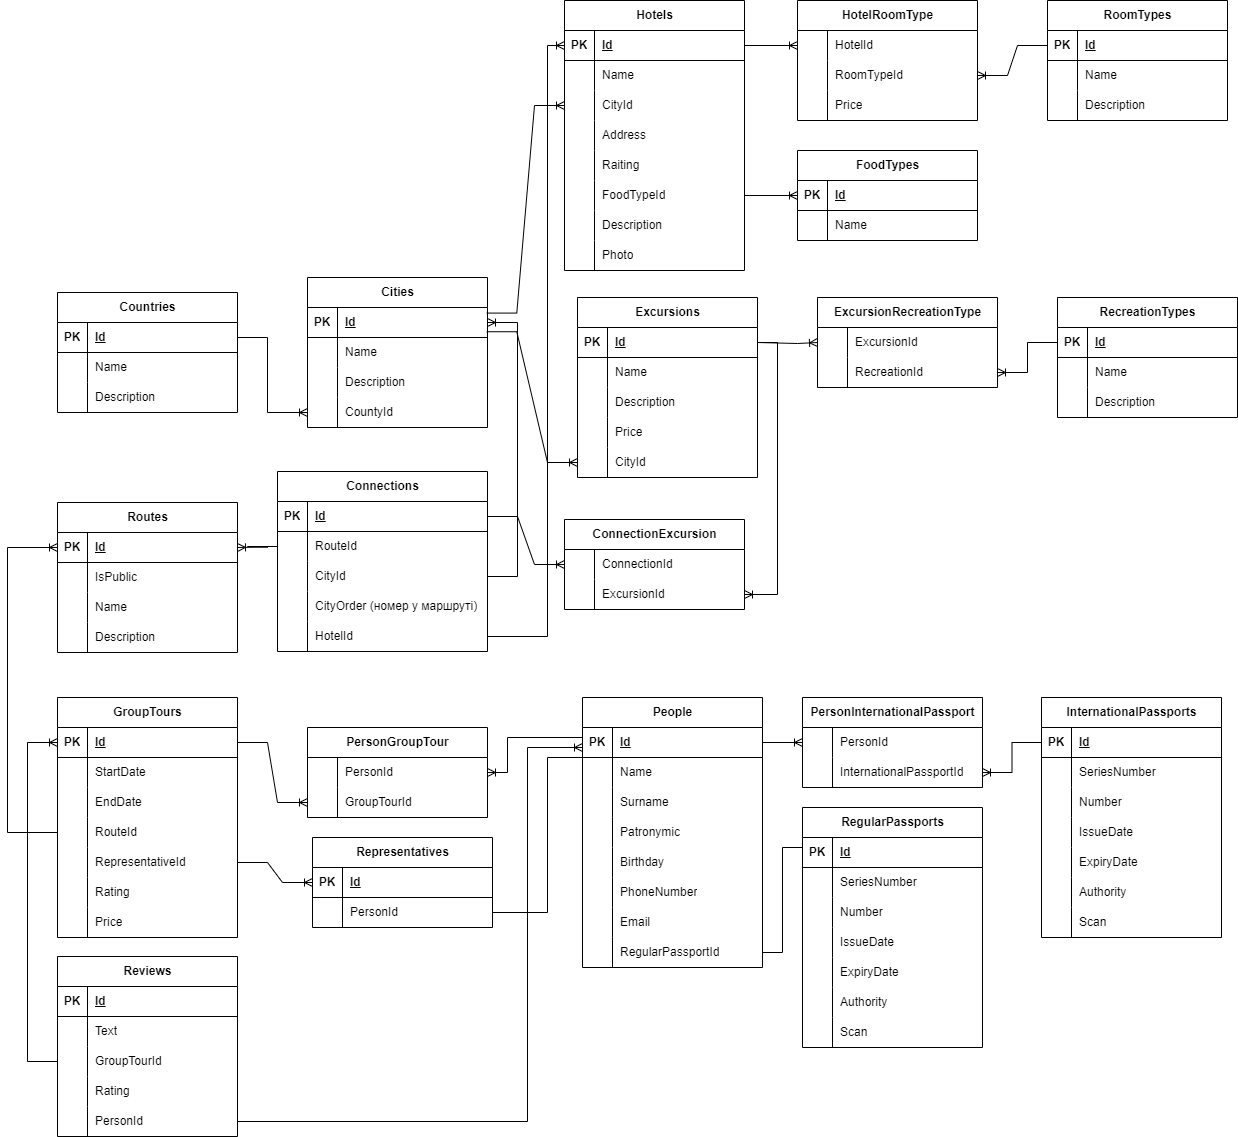 Hotels
PK Id
Name
CityId
Address
Raiting
FoodTypeId
Description
Photo
HotelRoomType
HotelId
RoomTypeId
Price
RoomTypes
PK Id
Name
Description
FoodTypes
PK Id
Name
Countries
PK Id
Name
Description
Cities
PK Id
Name
Description
CountyId
Excursions
PK Id
Name
Description
Price
CityId
ExcursionRecreationType
ExcursionId
RecreationId
RecreationTypes
PK Id
Name
Description
Routes
PK Id
IsPublic
Name
Description
Connections
PK Id
RouteId
CityId
CityOrder (номер у маршруті)
HotelId
ConnectionExcursion
ConnectionId
ExcursionId
GroupTours
PK Id
StartDate
EndDate
RouteId
RepresentativeId
Rating
Price
PersonGroupTour
PersonId
GroupTourId
Representatives
PK Id
PersonId
People
PK Id
Name
Surname
Patronymic
Birthday
PhoneNumber
Email
RegularPassportId
PersonInternationalPassport
PersonId
InternationalPassportId
InternationalPassports
PK Id
SeriesNumber
Number
IssueDate
ExpiryDate
Authority
Scan
RegularPassports
PK Id
SeriesNumber
Number
IssueDate
ExpiryDate
Authority
Scan
Reviews
PK Id
Text
GroupTourId
Rating
PersonId